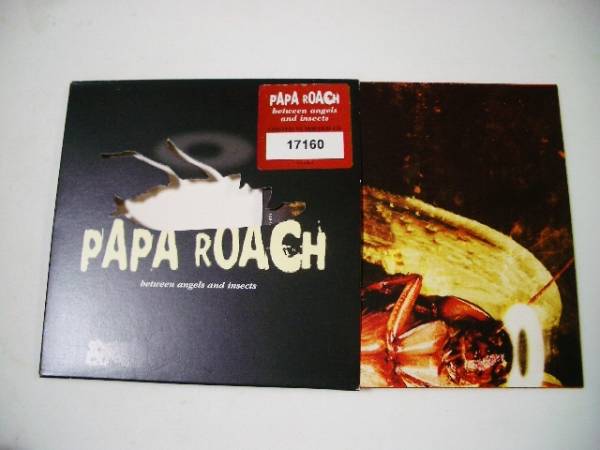 PAPA ROACH
between angels
and insects
17160
PAPA ROACH
between angels and insects